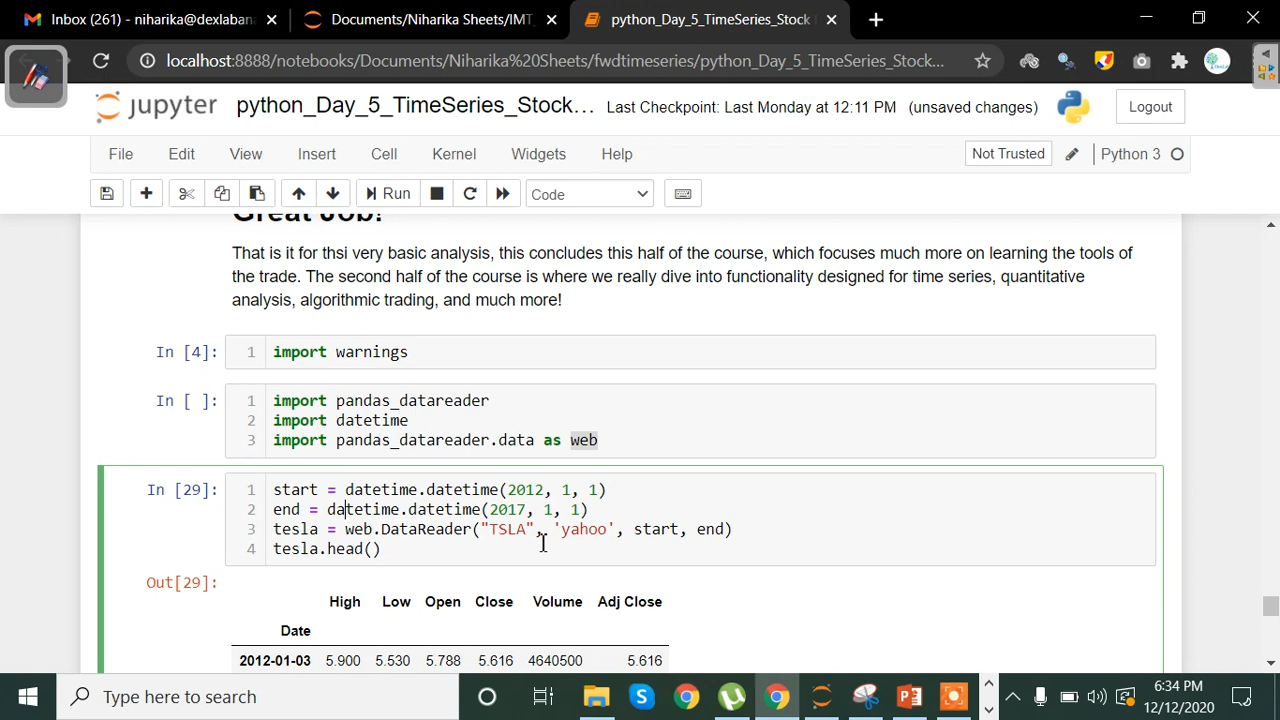 Inbox (261) - niharika@dexlaban
Documents/Niharika Sheets/IMT_
python_Day_5_TimeSeries_Stock f
localhost:8888/notebooks/Documents/Niharika%20Sheets/fwdtimeseries/python_Day_5_TimeSeries_Stock...
jupyter python_Day_5_TimeSeries_Stock... Last Checkpoint: Last Monday at 12:11 PM (unsaved changes) Logout
File Edit View Insert Cell Kernel Widgets Help Not Trusted Python 3
Run Code
Great Job!
That is it for thsi very basic analysis, this concludes this half of the course, which focuses much more on learning the tools of
the trade. The second half of the course is where we really dive into functionality designed for time series, quantitative
analysis, algorithmic trading, and much more!
In [4]: 1 import warnings
In [ ]: 1 import pandas_datareader
2 import datetime
3 import pandas_datareader.data as web
In [29]: 1 start = datetime.datetime(2012, 1, 1)
2 end = datetime.datetime(2017, 1, 1)
3 tesla = web.DataReader("TSLA", 'yahoo', start, end)
4 tesla.head()
Out[29]:
High Low Open Close Volume Adj Close
Date
2012-01-03 5.900 5.530 5.788 5.616 4640500 5.616
Type here to search
6:34 PM
12/12/2020